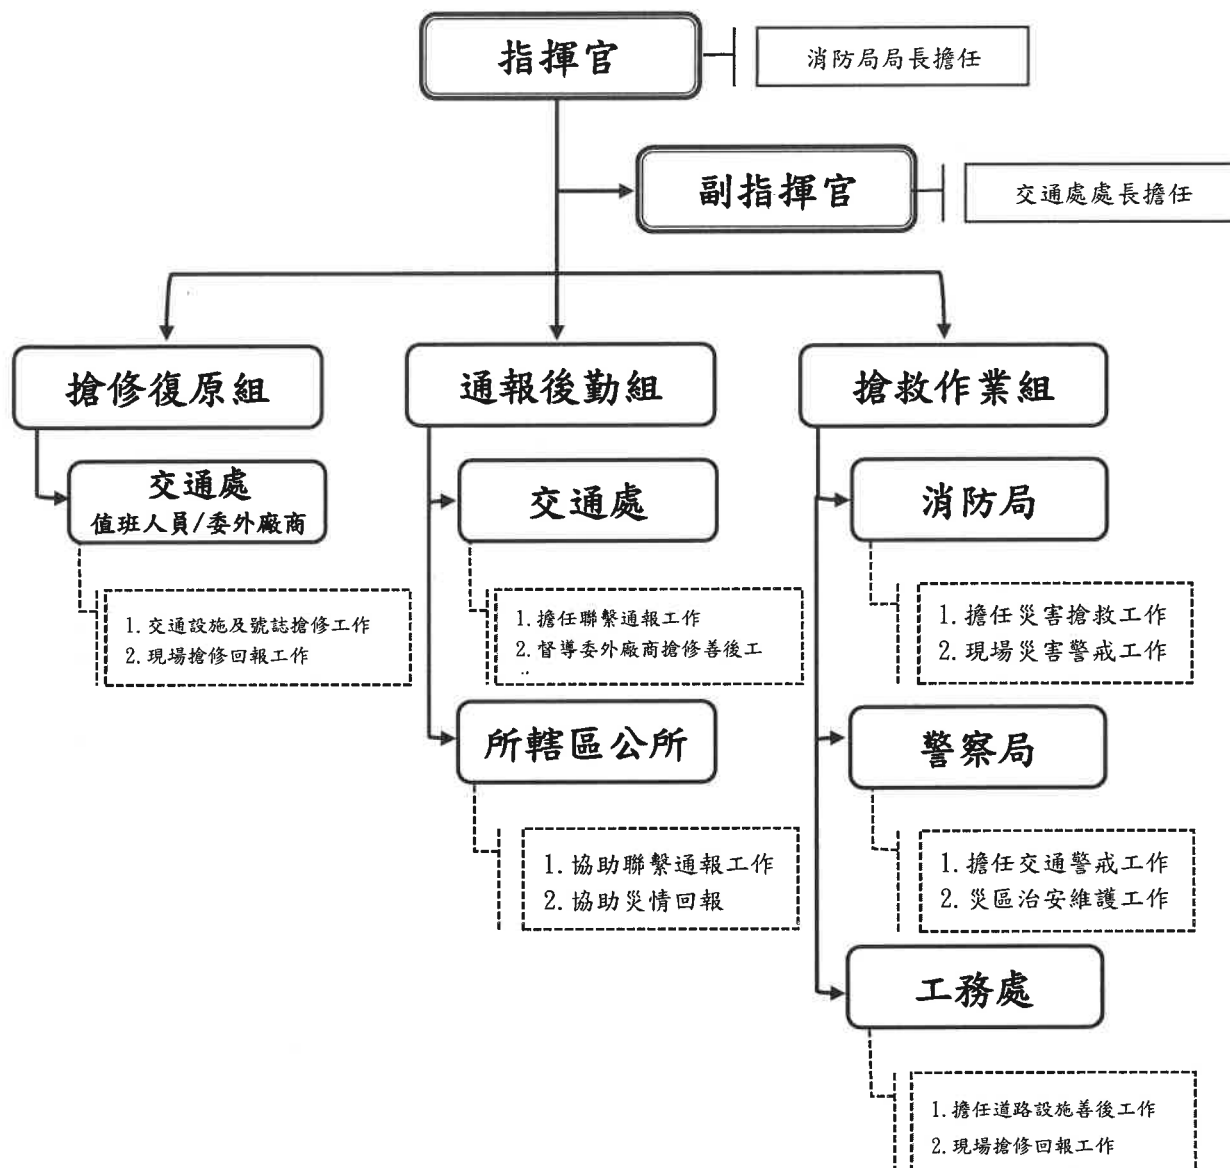 指揮官
消防局局長擔任
副指揮官
交通處處長擔任
搶修復原組
交通處
值班人員/委外廠商
1. 交通設施及號誌搶修工作
2. 現場搶修回報工作
通報後勤組
交通處
1. 擔任聯繫通報工作
2. 督導委外廠商搶修善後工
所轄區公所
1. 協助聯繫通報工作
2. 協助災情回報
搶救作業組
消防局
1. 擔任災害搶救工作
2. 現場災害警戒工作
警察局
1. 擔任交通警戒工作
2. 災區治安維護工作
工務處
1. 擔任道路設施善後工作
2. 現場搶修回報工作